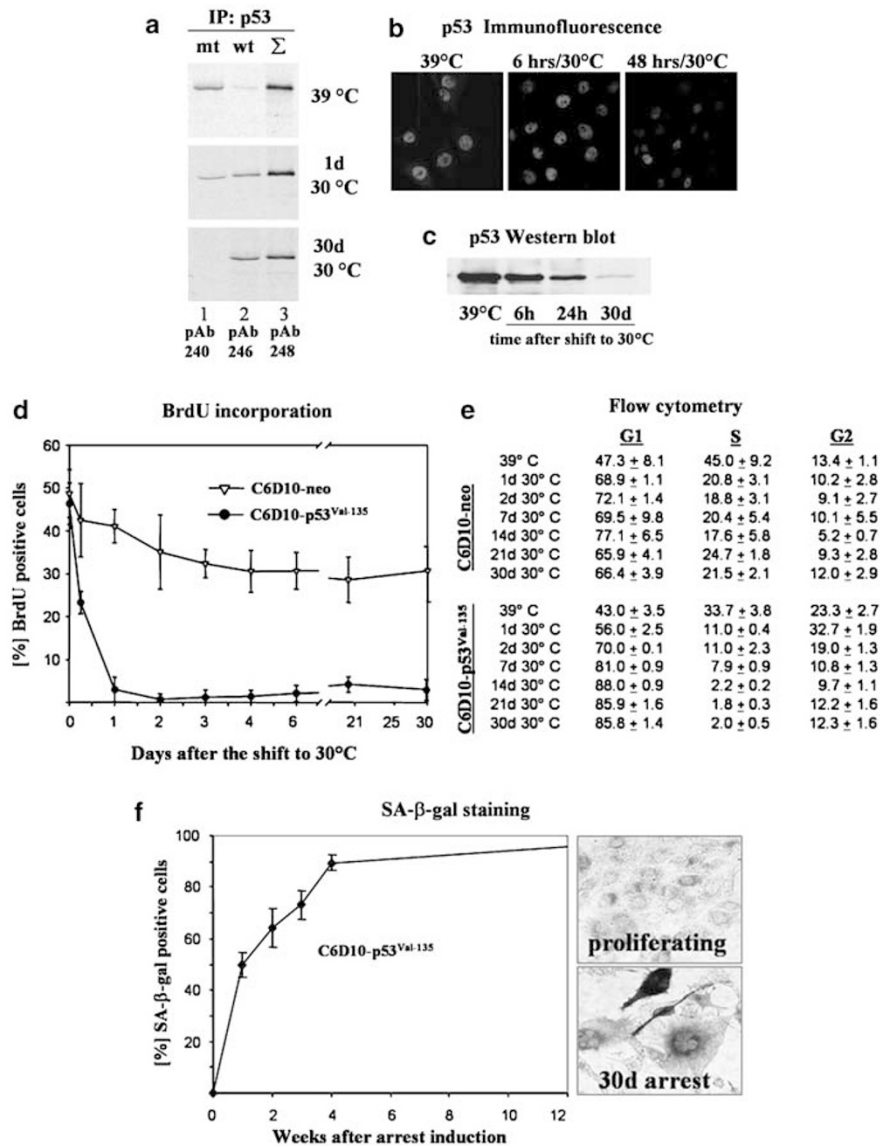 a
IP: p53
mt wt Σ
39 °C
1d
30 °C
30d
30 °C
1 2 3
pAb pAb pAb
240 246 248
b
p53 Immunofluorescence
39°C 6 hrs/30°C 48 hrs/30°C
c
p53 Western blot
39°C 6h 24h 30d
time after shift to 30°C
d
BrdU incorporation
[%] BrdU positive cells
60
50
40
30
20
10
C6D10-neo
C6D10-p53Val-135
0 1 2 3 4 6 21 25 30
Days after the shift to 30°C
e
Flow cytometry
G1 S G2
C6D10-neo
39° C 47.3 ± 8.1 45.0 ± 9.2 13.4 ± 1.1
1d 30° C 68.9 ± 1.1 20.8 ± 3.1 10.2 ± 2.8
2d 30° C 72.1 ± 1.4 18.8 ± 3.1 9.1 ± 2.7
7d 30° C 69.5 ± 9.8 20.4 ± 5.4 10.1 ± 5.5
14d 30° C 77.1 ± 6.5 17.6 ± 5.8 5.2 ± 0.7
21d 30° C 65.9 ± 4.1 24.7 ± 1.8 9.3 ± 2.8
30d 30° C 66.4 ± 3.9 21.5 ± 2.1 12.0 ± 2.9
C6D10-p53Val-135
39° C 43.0 ± 3.5 33.7 ± 3.8 23.3 ± 2.7
1d 30° C 56.0 ± 2.5 11.0 ± 0.4 32.7 ± 1.9
2d 30° C 70.0 ± 0.1 11.0 ± 2.3 19.0 ± 1.3
7d 30° C 81.0 ± 0.9 7.9 ± 0.9 10.8 ± 1.3
14d 30° C 88.0 ± 0.9 2.2 ± 0.2 9.7 ± 1.1
21d 30° C 85.9 ± 1.6 1.8 ± 0.3 12.2 ± 1.6
30d 30° C 85.8 ± 1.4 2.0 ± 0.5 12.3 ± 1.6
f
SA-β-gal staining
[%] SA-β-gal positive cells
100
80
60
40
20
0
C6D10-p53Val-135
0 2 4 6 8 10 12
Weeks after arrest induction
proliferating
30d arrest